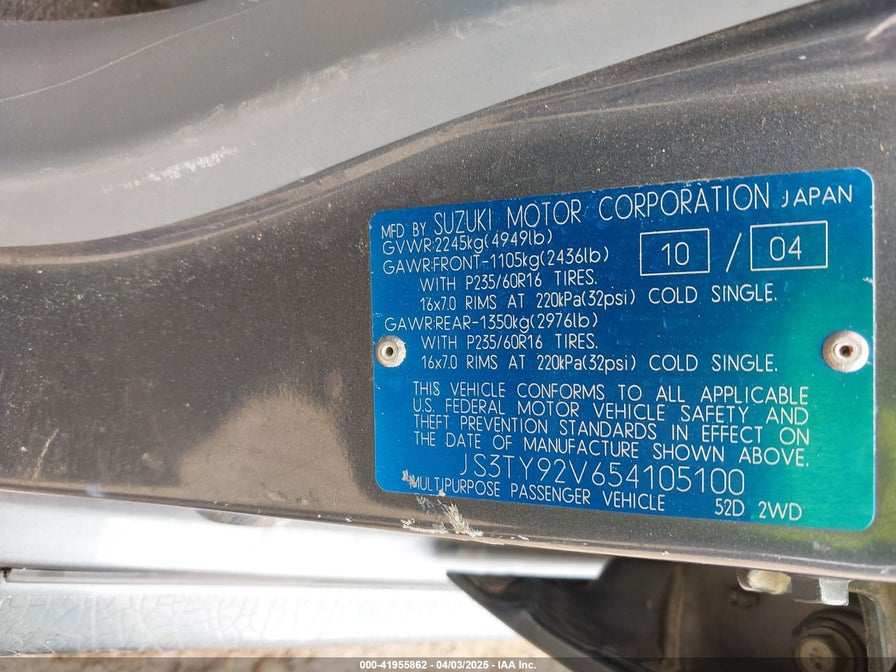 MFD BY SUZUKI MOTOR CORPORATION JAPAN
GVWR:2245kg(4949lb)
10 / 04
GAWR:FRONT-1105kg(2436lb)
WITH P235/60R16 TIRES.
16x7.0 RIMS AT 220kPa(32psi) COLD SINGLE.
GAWR:REAR-1350kg(2976lb)
WITH P235/60R16 TIRES.
16x7.0 RIMS AT 220kPa(32psi) COLD SINGLE.
THIS VEHICLE CONFORMS TO ALL APPLICABLE
U.S. FEDERAL MOTOR VEHICLE SAFETY AND
THEFT PREVENTION STANDARDS IN EFFECT ON
THE DATE OF MANUFACTURE SHOWN ABOVE.
JS3TY92V654105100
MULTIPURPOSE PASSENGER VEHICLE 52D 2WD
000-41955862 - 04/03/2025 - IAA Inc.